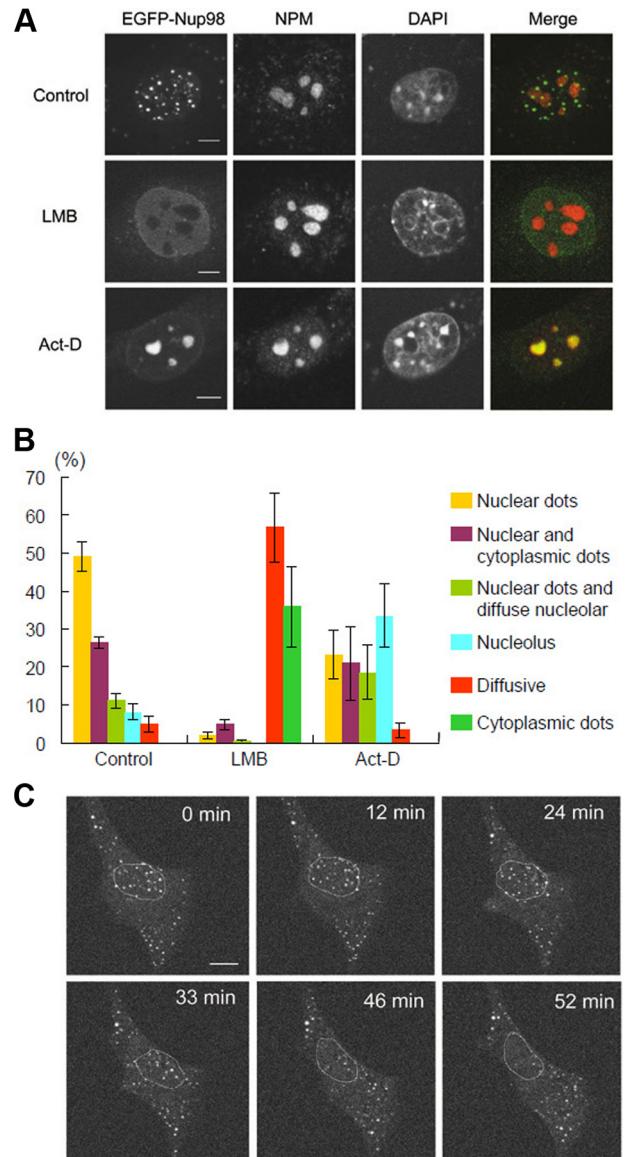 A
EGFP-Nup98 NPM DAPI Merge
Control
LMB
Act-D
B
(%)
70
60
50
40
30
20
10
0
Control LMB Act-D
Nuclear dots
Nuclear and
cytoplasmic dots
Nuclear dots and
diffuse nucleolar
Nucleolus
Diffusive
Cytoplasmic dots
C
0 min 12 min 24 min
33 min 46 min 52 min